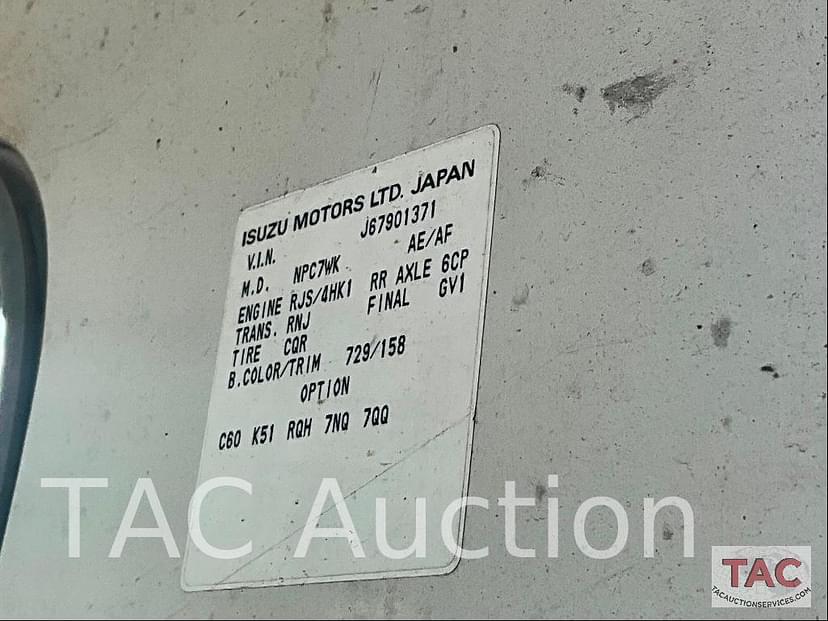 ISUZU MOTORS LTD. JAPAN
V.I.N. J67901371
M.D. NPC7WK AE/AF
ENGINE RJS/4HK1 RR AXLE 6CP
TRANS. RNJ FINAL GV1
TIRE CQR
B.COLOR/TRIM 729/158
OPTION
C60 K51 RQH 7NQ 7QQ
TAC Auction
TAC
TACAUCTIONSERVICES.COM